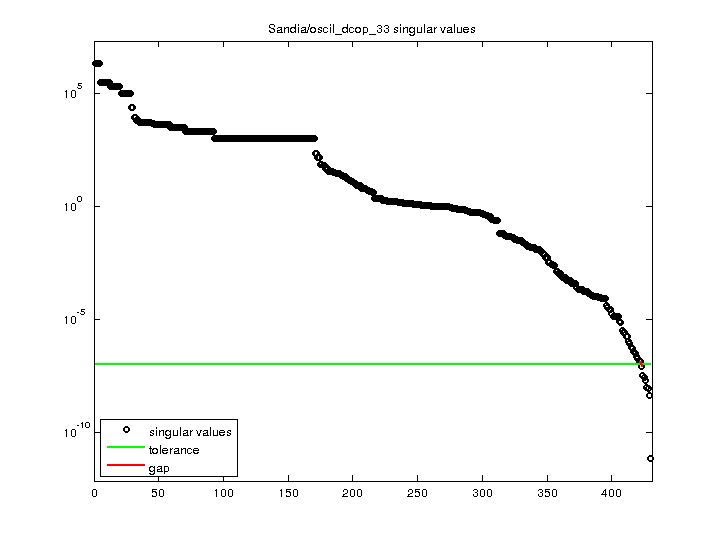 Sandia/oscil_dcop_33 singular values
10^5
10^0
10^-5
10^-10
singular values
tolerance
gap
0 50 100 150 200 250 300 350 400